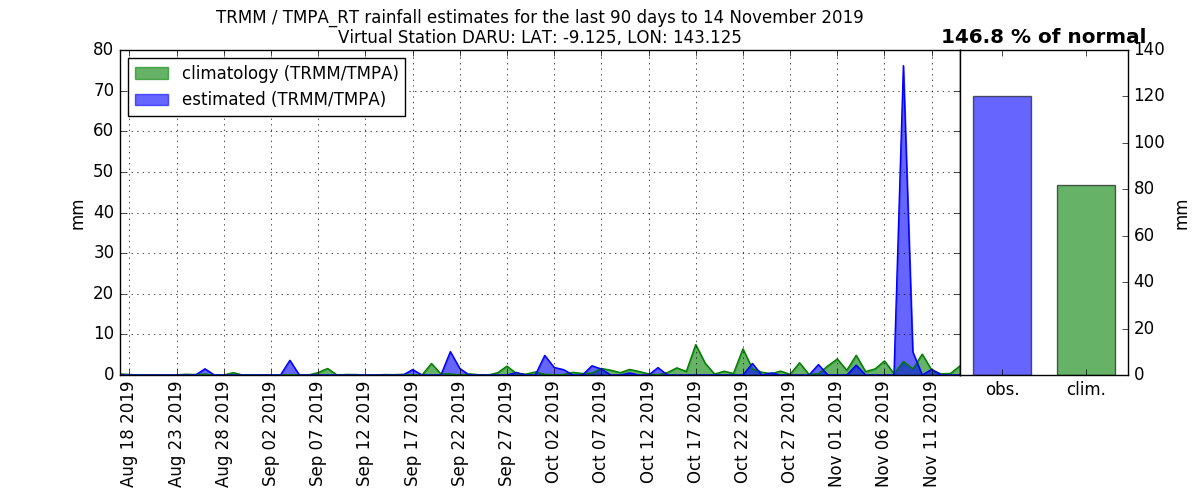 TRMM / TMPA_RT rainfall estimates for the last 90 days to 14 November 2019
Virtual Station DARU: LAT: -9.125, LON: 143.125
146.8 % of normal
climatology (TRMM/TMPA)
estimated (TRMM/TMPA)
80
70
60
50
40
30
20
10
0
mm
Aug 18 2019
Aug 23 2019
Aug 28 2019
Sep 02 2019
Sep 07 2019
Sep 12 2019
Sep 17 2019
Sep 22 2019
Sep 27 2019
Oct 02 2019
Oct 07 2019
Oct 12 2019
Oct 17 2019
Oct 22 2019
Oct 27 2019
Nov 01 2019
Nov 06 2019
Nov 11 2019
140
120
100
80
60
40
20
0
mm
obs.
clim.